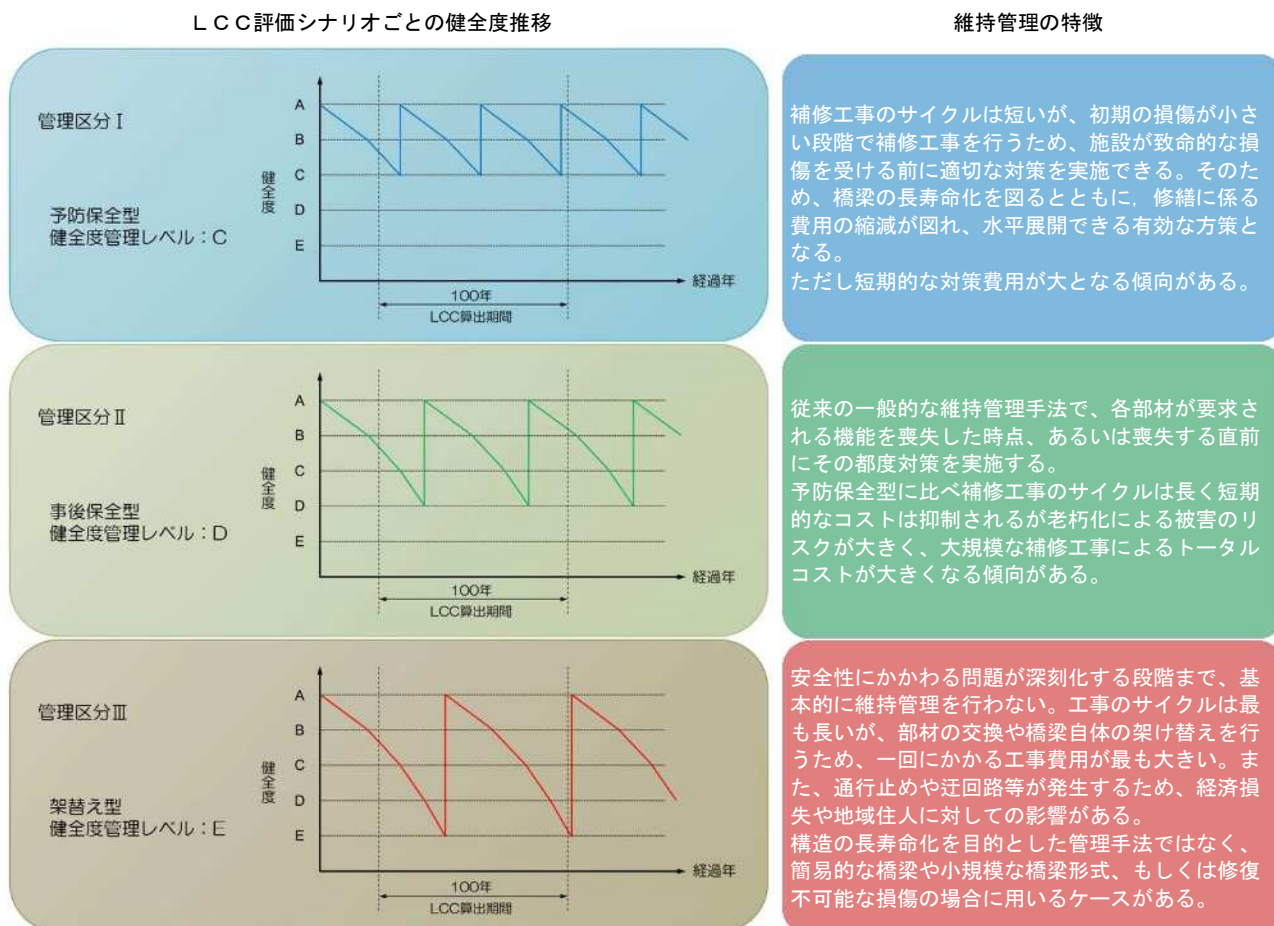 ＬＣＣ評価シナリオごとの健全度推移
維持管理の特徴
管理区分Ⅰ
予防保全型
健全度管理レベル：C
健全度
A
B
C
D
E
経過年
100年
LCC算出期間
補修工事のサイクルは短いが、初期の損傷が小さ
い段階で補修工事を行うため、施設が致命的な損
傷を受ける前に適切な対策を実施できる。そのた
め、橋梁の長寿命化を図るとともに，修繕に係る
費用の縮減が図れ、水平展開できる有効な方策と
なる。
ただし短期的な対策費用が大となる傾向がある。
管理区分Ⅱ
事後保全型
健全度管理レベル：D
健全度
A
B
C
D
E
経過年
100年
LCC算出期間
従来の一般的な維持管理手法で、各部材が要求さ
れる機能を喪失した時点、あるいは喪失する直前
にその都度対策を実施する。
予防保全型に比べ補修工事のサイクルは長く短期
的なコストは抑制されるが老朽化による被害のリ
スクが大きく、大規模な補修工事によるトータル
コストが大きくなる傾向がある。
管理区分Ⅲ
架替え型
健全度管理レベル：E
健全度
A
B
C
D
E
経過年
100年
LCC算出期間
安全性にかかわる問題が深刻化する段階まで、基
本的に維持管理を行わない。工事のサイクルは最
も長いが、部材の交換や橋梁自体の架け替えを行
うため、一回にかかる工事費用が最も大きい。ま
た、通行止めや迂回路等が発生するため、経済損
失や地域住人に対しての影響がある。
構造の長寿命化を目的とした管理手法ではなく、
簡易的な橋梁や小規模な橋梁形式、もしくは修復
不可能な損傷の場合に用いるケースがある。